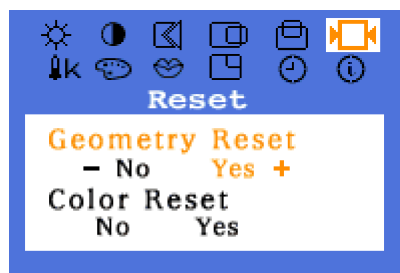 K
Reset
Geometry Reset
− No Yes +
Color Reset
No Yes